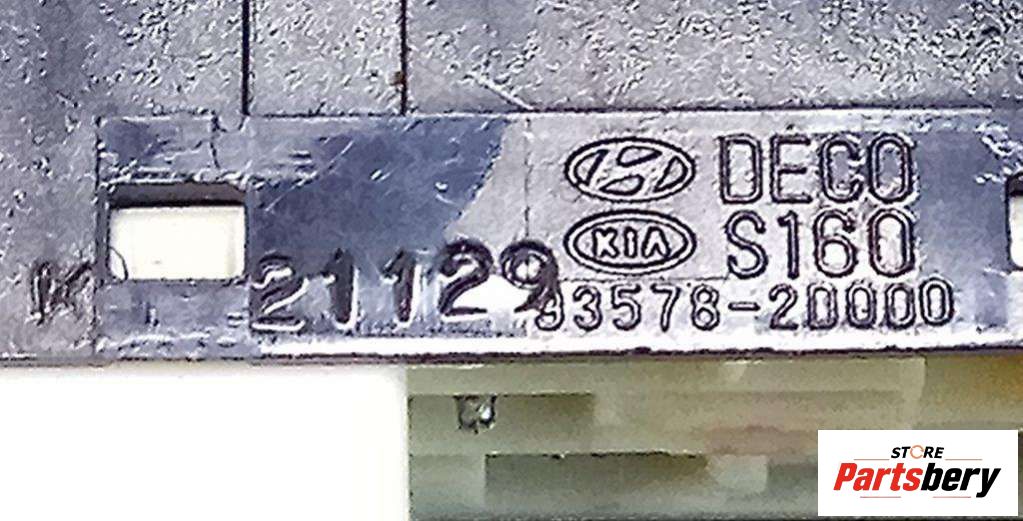 DECO
KIA S160
K 21129
93578-2D000
STORE
Partsbery